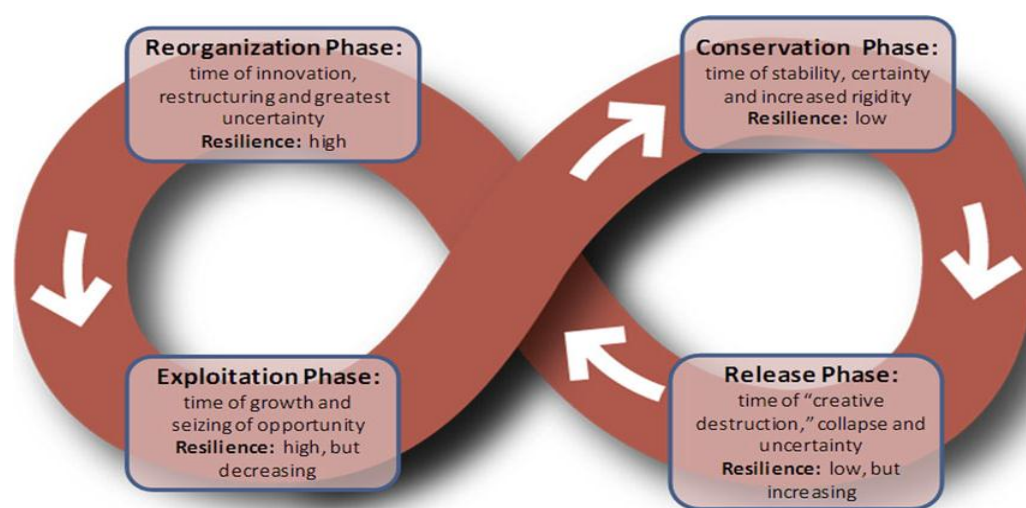 Reorganization Phase:
time of innovation,
restructuring and greatest
uncertainty
Resilience: high
Conservation Phase:
time of stability, certainty
and increased rigidity
Resilience: low
Exploitation Phase:
time of growth and
seizing of opportunity
Resilience: high, but
decreasing
Release Phase:
time of “creative
destruction,” collapse and
uncertainty
Resilience: low, but
increasing